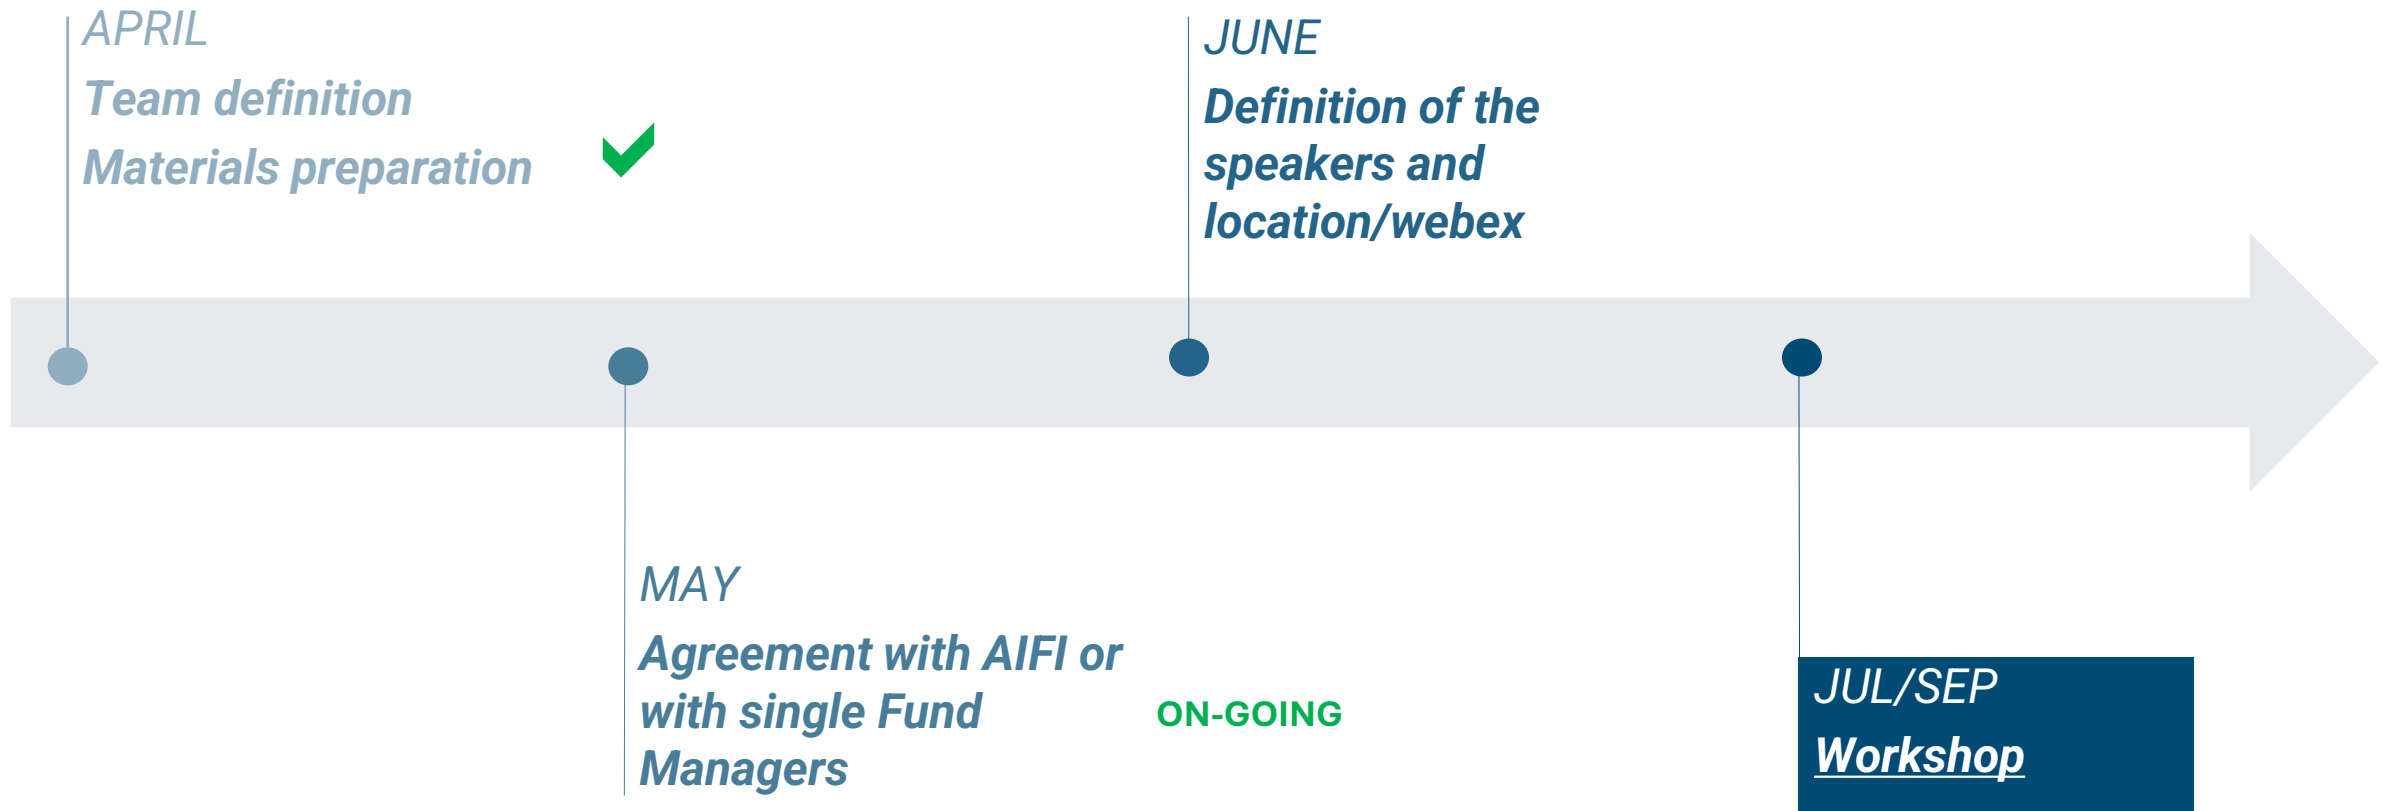 APRIL
Team definition
Materials preparation
JUNE
Definition of the
speakers and
location/webex
MAY
Agreement with AIFI or
with single Fund
Managers
ON-GOING
JUL/SEP
Workshop